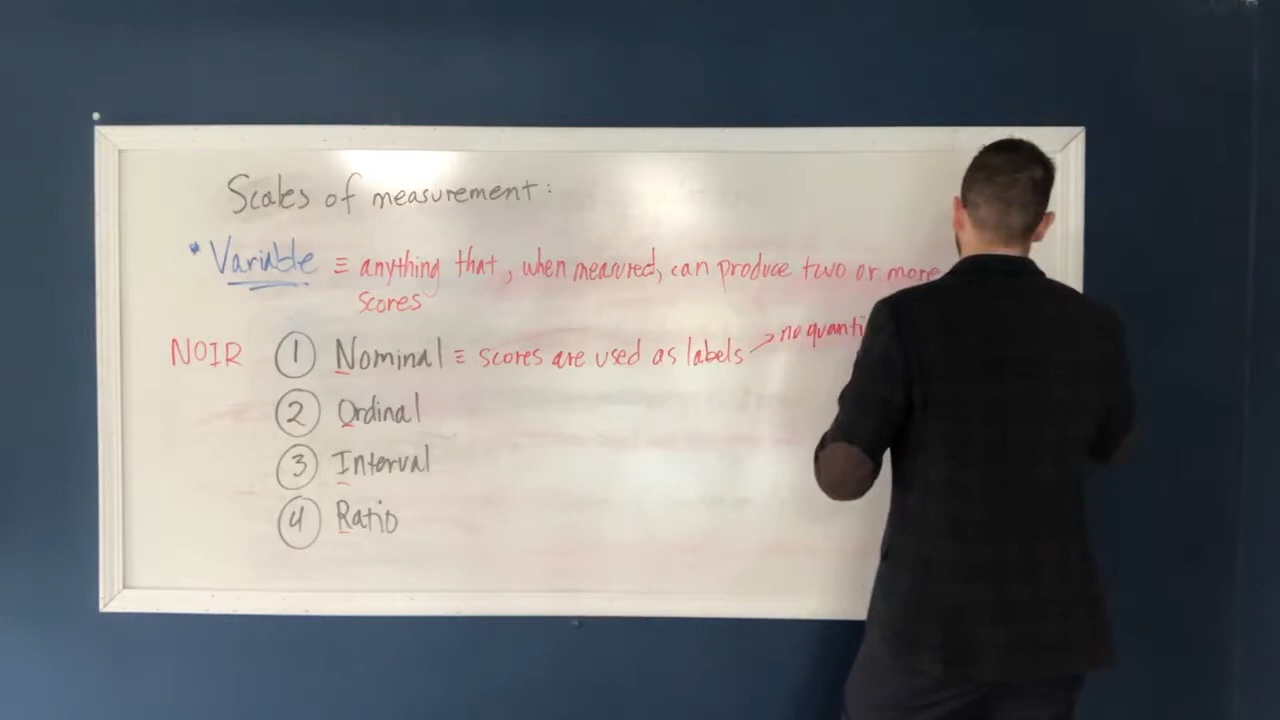 Scales of measurement:
• Variable ≡ anything that, when measured, can produce two or more
scores
NOIR ① Nominal ≡ scores are used as labels → no quanti
② Ordinal
③ Interval
④ Ratio